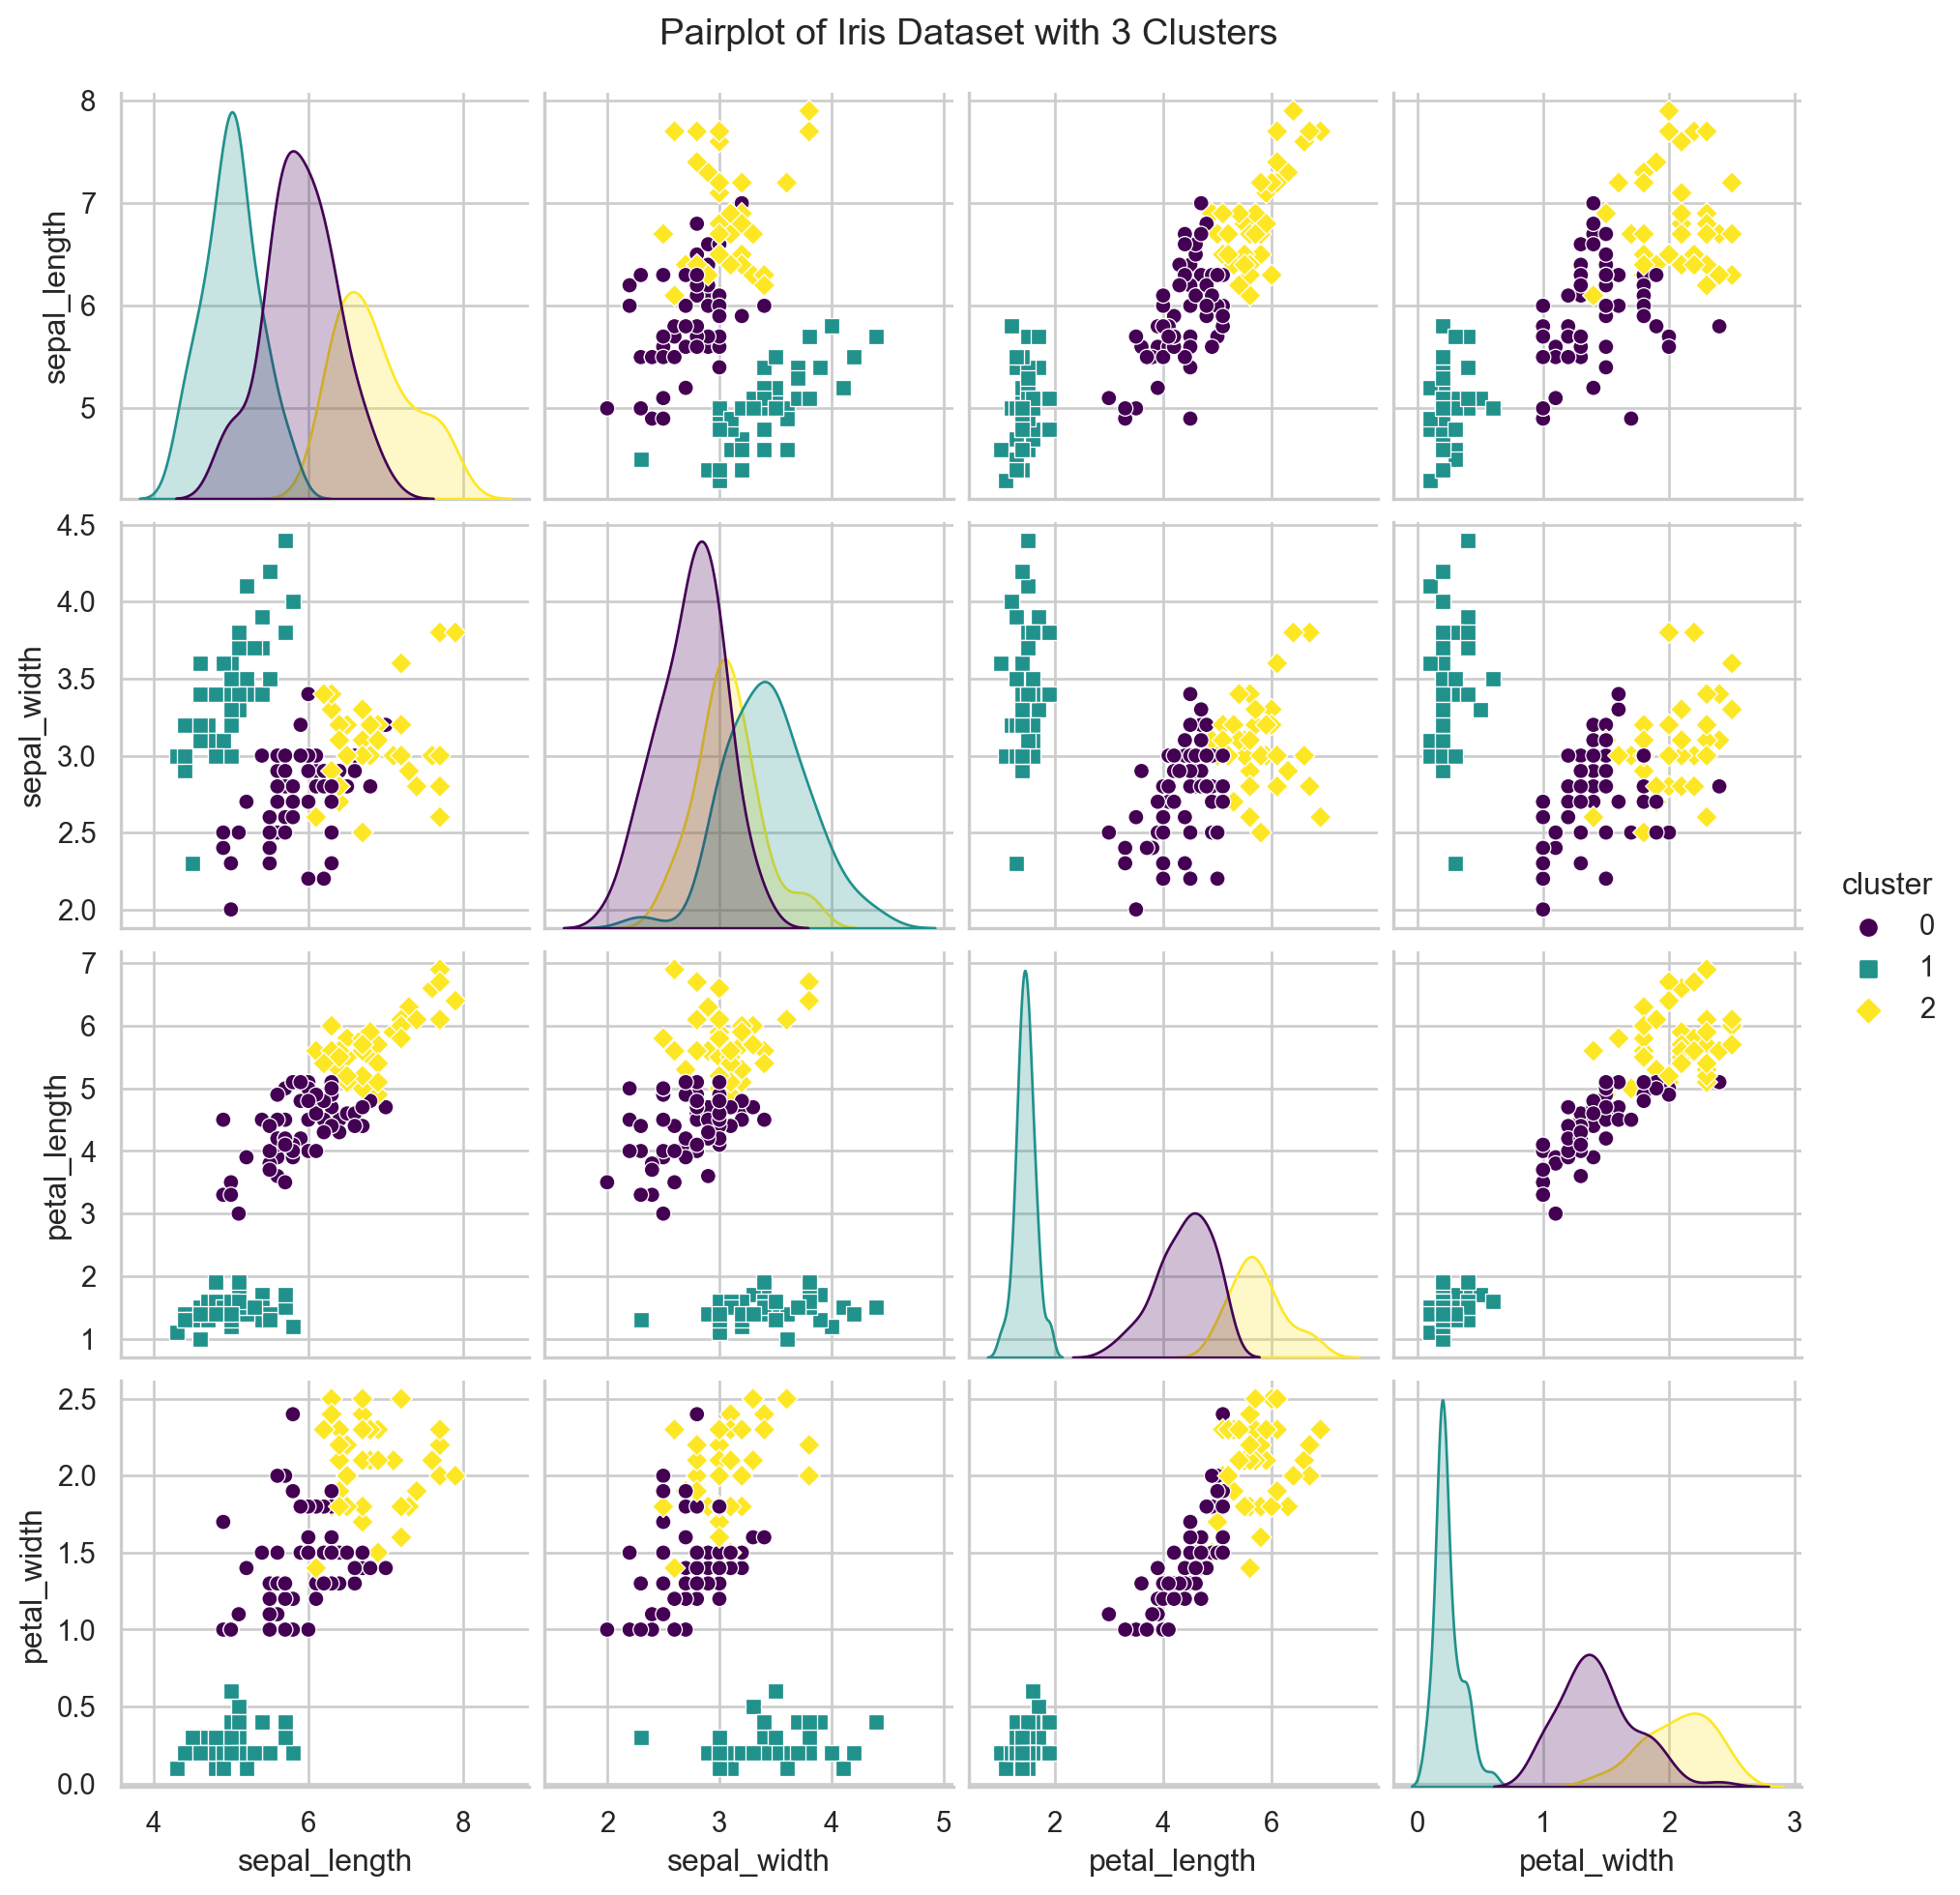 Pairplot of Iris Dataset with 3 Clusters
8
7
6
5
sepal_length
4.5
4.0
3.5
3.0
2.5
2.0
sepal_width
7
6
5
4
3
2
1
petal_length
2.5
2.0
1.5
1.0
0.5
0.0
petal_width
4 6 8
2 3 4 5
2 4 6
0 1 2 3
sepal_length
sepal_width
petal_length
petal_width
cluster
0
1
2